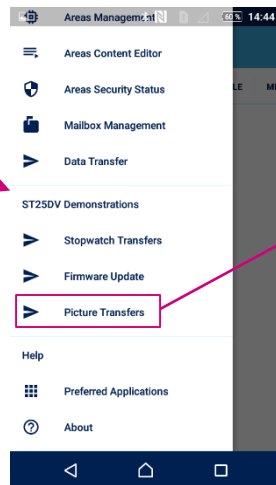 Areas Management 60% 14:44
Areas Content Editor
Areas Security Status
LE
Mailbox Management
Data Transfer
ST25DV Demonstrations
Stopwatch Transfers
Firmware Update
Picture Transfers
Help
Preferred Applications
About